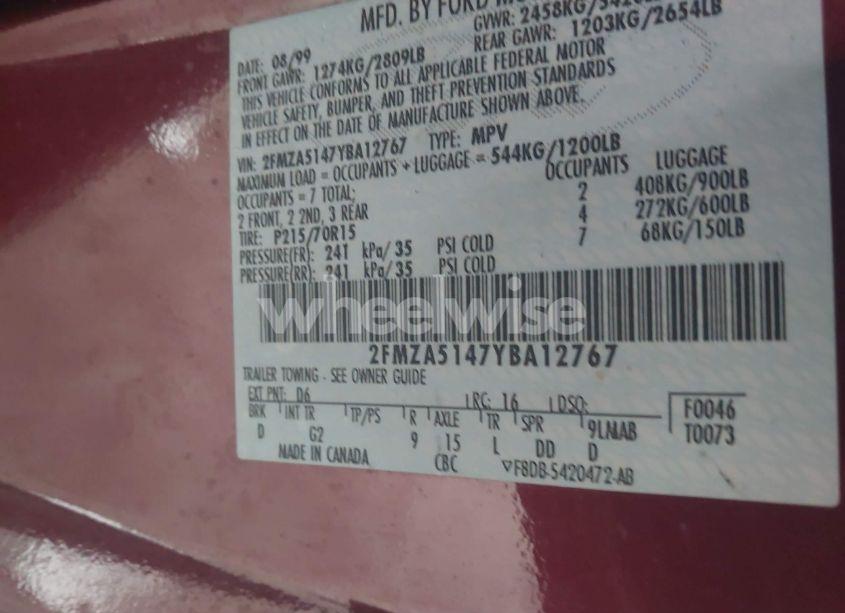 MFD. BY FORD
DATE: 08/99 GVWR: 2458KG/
FRONT GAWR: 1274KG/2809LB REAR GAWR: 1203KG/2654LB
THIS VEHICLE CONFORMS TO ALL APPLICABLE FEDERAL MOTOR
VEHICLE SAFETY, BUMPER, AND THEFT PREVENTION STANDARDS
IN EFFECT ON THE DATE OF MANUFACTURE SHOWN ABOVE.
VIN: 2FMZA5147YBA12767 TYPE: MPV
MAXIMUM LOAD = OCCUPANTS + LUGGAGE = 544KG/1200LB
OCCUPANTS = 7 TOTAL; OCCUPANTS LUGGAGE
2 FRONT, 2 2ND, 3 REAR 2 408KG/900LB
TIRE: P215/70R15 4 272KG/600LB
PRESSURE(FR): 241 kPa/ 35 PSI COLD 7 68KG/150LB
PRESSURE(RR): 241 kPa/ 35 PSI COLD
wheelwise
2FMZA5147YBA12767
TRAILER TOWING - SEE OWNER GUIDE
EXT PNT: D6 RC: 16 DSO: F0046
BRK INT TR TP/PS R AXLE TR SPR 9LMAB T0073
D G2 9 15 L DD D
MADE IN CANADA CBC F8DB-5420472-AB